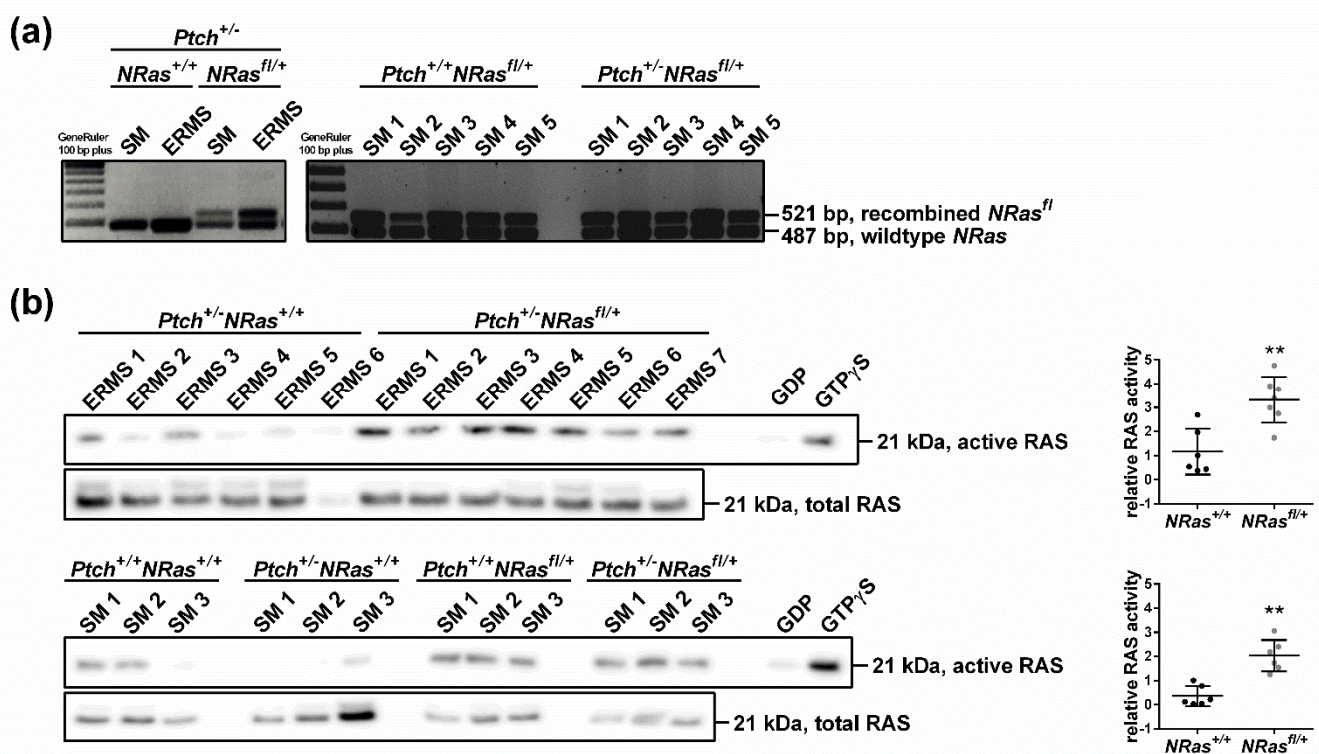 (a)
Ptch+/-
NRas+/+ NRasfl/+
SM ERMS SM ERMS
GeneRuler
100 bp plus
Ptch+/+NRasfl/+ Ptch+/-NRasfl/+
SM 1 SM 2 SM 3 SM 4 SM 5 SM 1 SM 2 SM 3 SM 4 SM 5
GeneRuler
100 bp plus
521 bp, recombined NRasfl
487 bp, wildtype NRas
(b)
Ptch+/-NRas+/+ Ptch+/-NRasfl/+
ERMS 1 ERMS 2 ERMS 3 ERMS 4 ERMS 5 ERMS 6 ERMS 1 ERMS 2 ERMS 3 ERMS 4 ERMS 5 ERMS 6 ERMS 7 GDP GTPγS
21 kDa, active RAS
21 kDa, total RAS
relative RAS activity
5
4
3
2
1
0
-1
**
NRas+/+ NRasfl/+
Ptch+/+NRas+/+ Ptch+/-NRas+/+ Ptch+/+NRasfl/+ Ptch+/-NRasfl/+
SM 1 SM 2 SM 3 SM 1 SM 2 SM 3 SM 1 SM 2 SM 3 SM 1 SM 2 SM 3 GDP GTPγS
21 kDa, active RAS
21 kDa, total RAS
relative RAS activity
5
4
3
2
1
0
-1
**
NRas+/+ NRasfl/+